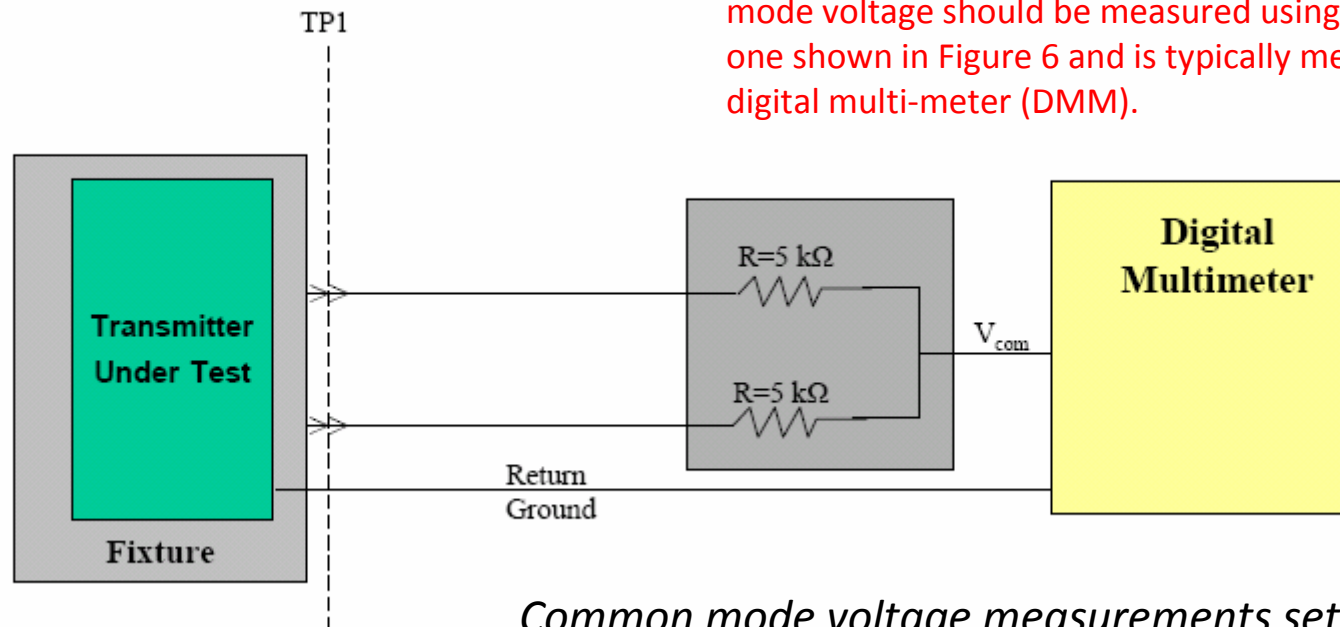 mode voltage should be measured using
one shown in Figure 6 and is typically me
digital multi-meter (DMM).
TP1
Digital
Multimeter
R=5 kΩ
Transmitter
Under Test
V_com
R=5 kΩ
Return
Ground
Fixture
Common mode voltage measurements set